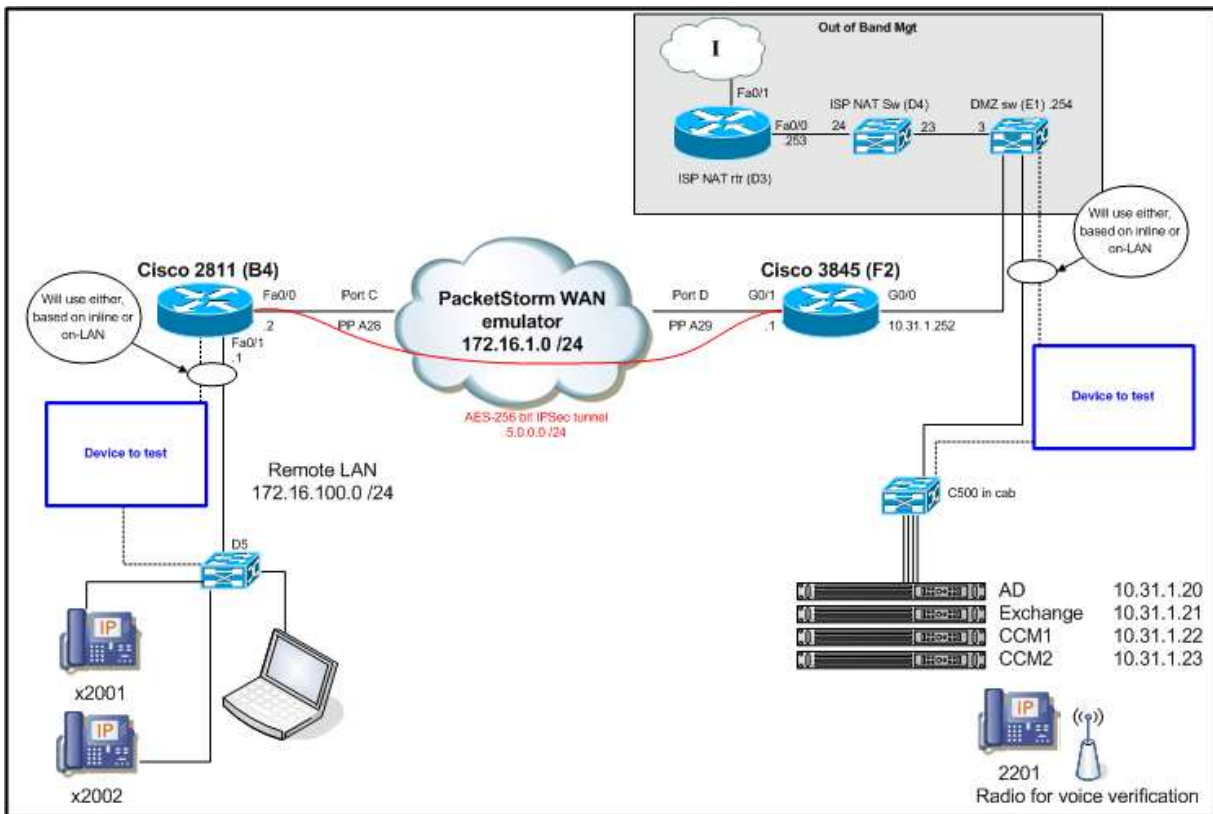 Out of Band Mgt
I
Fa0/1
ISP NAT Sw (D4)
DMZ sw (E1) .254
Fa0/0
24
23
3
.253
ISP NAT rtr (D3)
Will use either,
based on inline or
on-LAN
Cisco 2811 (B4)
Will use either,
based on inline or
on-LAN
Fa0/0
Port C
.2
PP A28
Fa0/1
.1
PacketStorm WAN
emulator
172.16.1.0 /24
AES-256 bit IPSec tunnel
5.0.0.0 /24
Cisco 3845 (F2)
Port D
G0/1
G0/0
PP A29
.1
10.31.1.252
Device to test
Device to test
Remote LAN
172.16.100.0 /24
C500 in cab
D5
IP
x2001
IP
x2002
AD 10.31.1.20
Exchange 10.31.1.21
CCM1 10.31.1.22
CCM2 10.31.1.23
IP
2201
Radio for voice verification